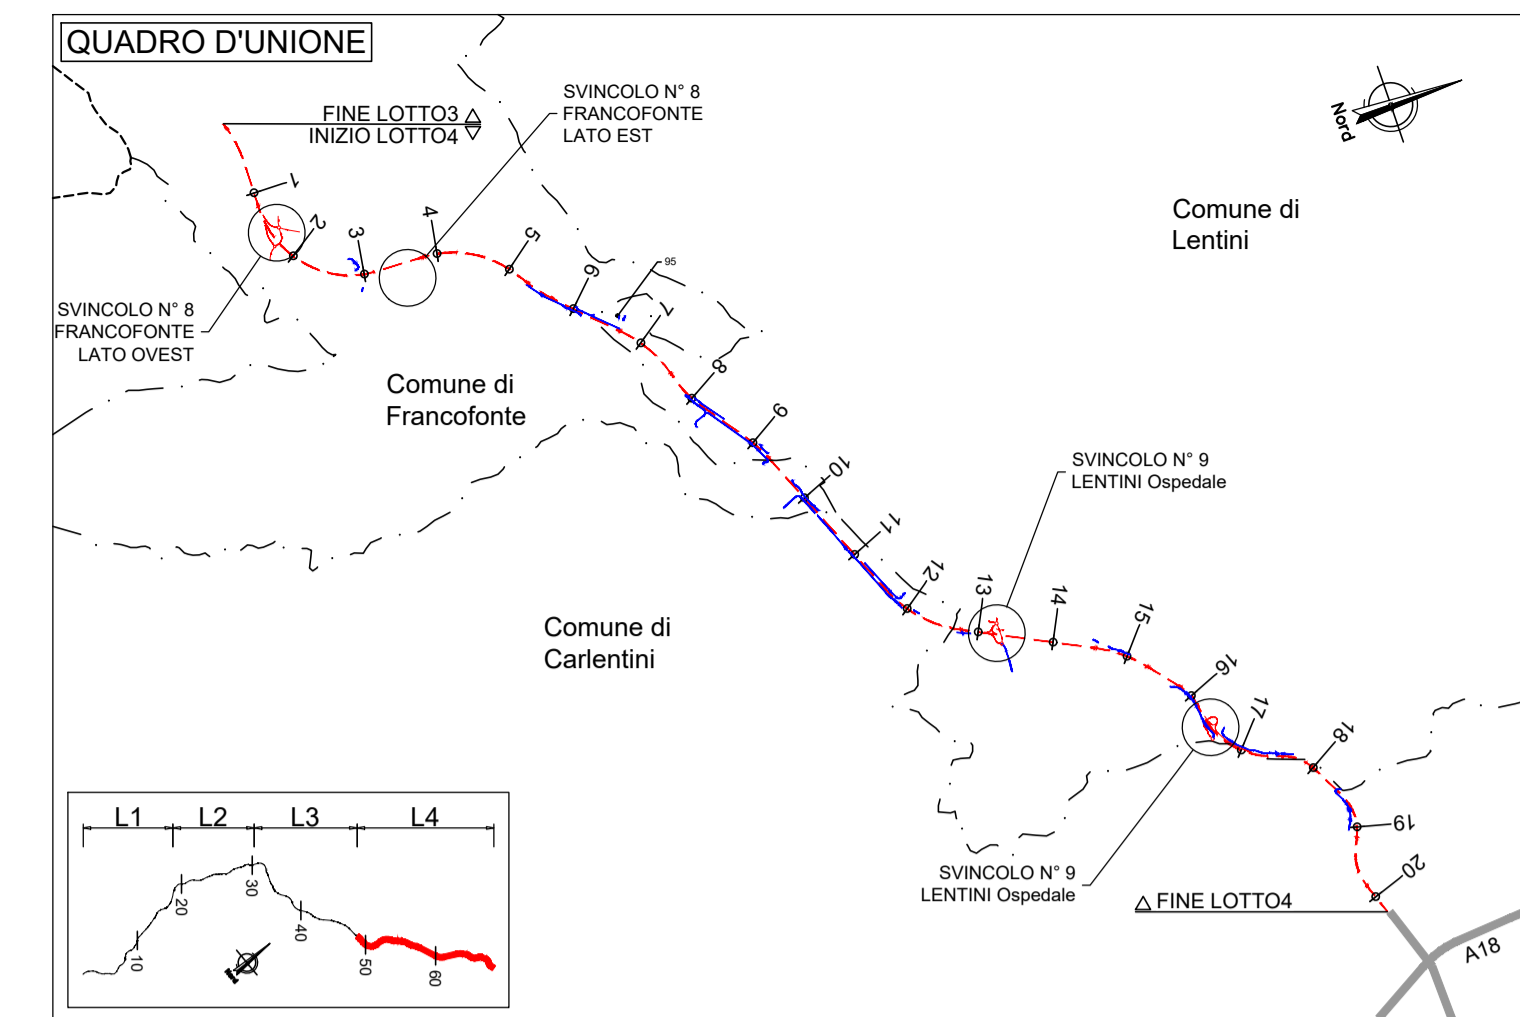 QUADRO D'UNIONE
FINE LOTTO3 △
INIZIO LOTTO4 ▽
SVINCOLO N° 8
FRANCOFONTE
LATO EST
Nord
Comune di
Lentini
1
2
3
4
5
6
95
7
8
9
10
11
12
13
14
15
16
17
18
19
20
SVINCOLO N° 8
FRANCOFONTE
LATO OVEST
Comune di
Francofonte
SVINCOLO N° 9
LENTINI Ospedale
Comune di
Carlentini
SVINCOLO N° 9
LENTINI Ospedale
△ FINE LOTTO4
A18
L1 L2 L3 L4
10
20
30
40
50
60